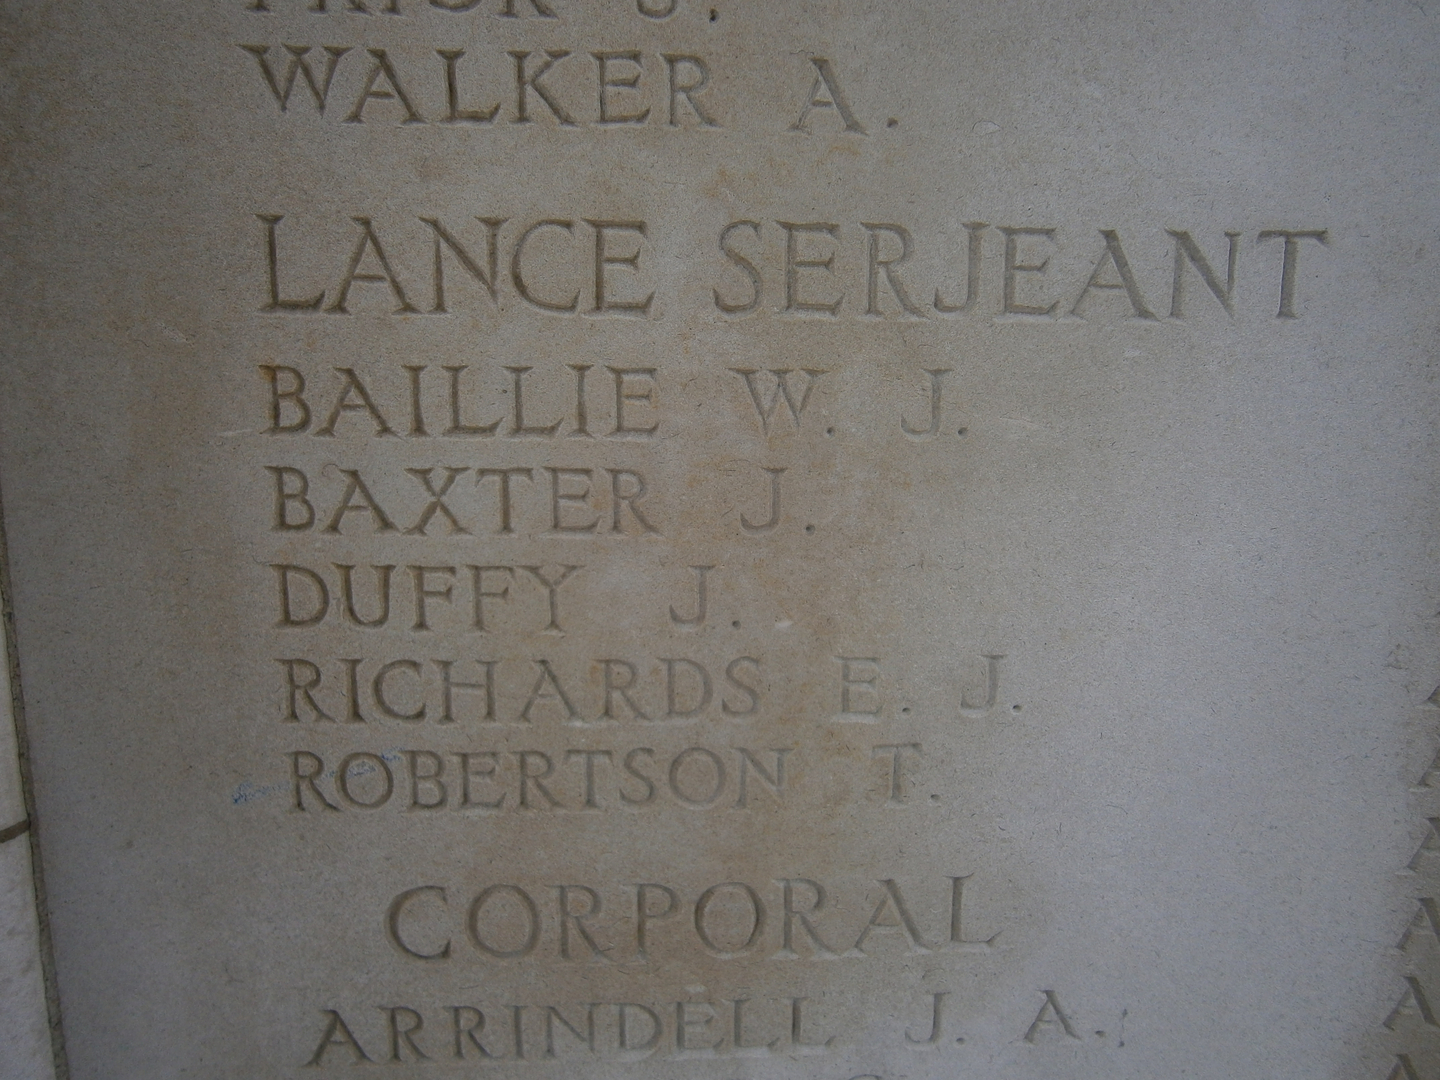 WALKER A.
LANCE SERJEANT
BAILLIE W. J.
BAXTER J.
DUFFY J.
RICHARDS E. J.
ROBERTSON T.
CORPORAL
ARRINDELL J. A.